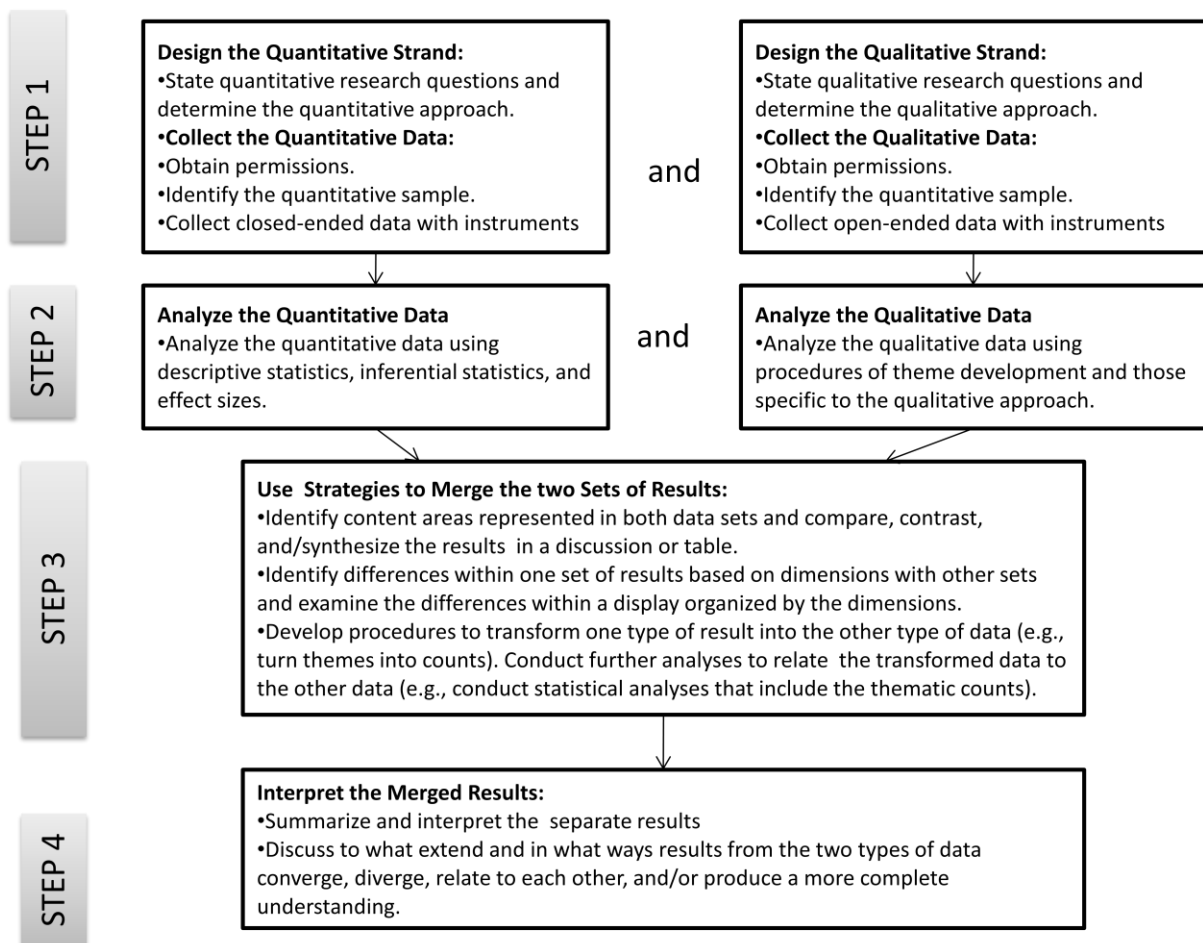 STEP 1
Design the Quantitative Strand:
•State quantitative research questions and
determine the quantitative approach.
•Collect the Quantitative Data:
•Obtain permissions.
•Identify the quantitative sample.
•Collect closed-ended data with instruments
and
Design the Qualitative Strand:
•State qualitative research questions and
determine the qualitative approach.
•Collect the Qualitative Data:
•Obtain permissions.
•Identify the quantitative sample.
•Collect open-ended data with instruments
STEP 2
Analyze the Quantitative Data
•Analyze the quantitative data using
descriptive statistics, inferential statistics, and
effect sizes.
and
Analyze the Qualitative Data
•Analyze the qualitative data using
procedures of theme development and those
specific to the qualitative approach.
STEP 3
Use Strategies to Merge the two Sets of Results:
•Identify content areas represented in both data sets and compare, contrast,
and/synthesize the results in a discussion or table.
•Identify differences within one set of results based on dimensions with other sets
and examine the differences within a display organized by the dimensions.
•Develop procedures to transform one type of result into the other type of data (e.g.,
turn themes into counts). Conduct further analyses to relate the transformed data to
the other data (e.g., conduct statistical analyses that include the thematic counts).
STEP 4
Interpret the Merged Results:
•Summarize and interpret the separate results
•Discuss to what extend and in what ways results from the two types of data
converge, diverge, relate to each other, and/or produce a more complete
understanding.